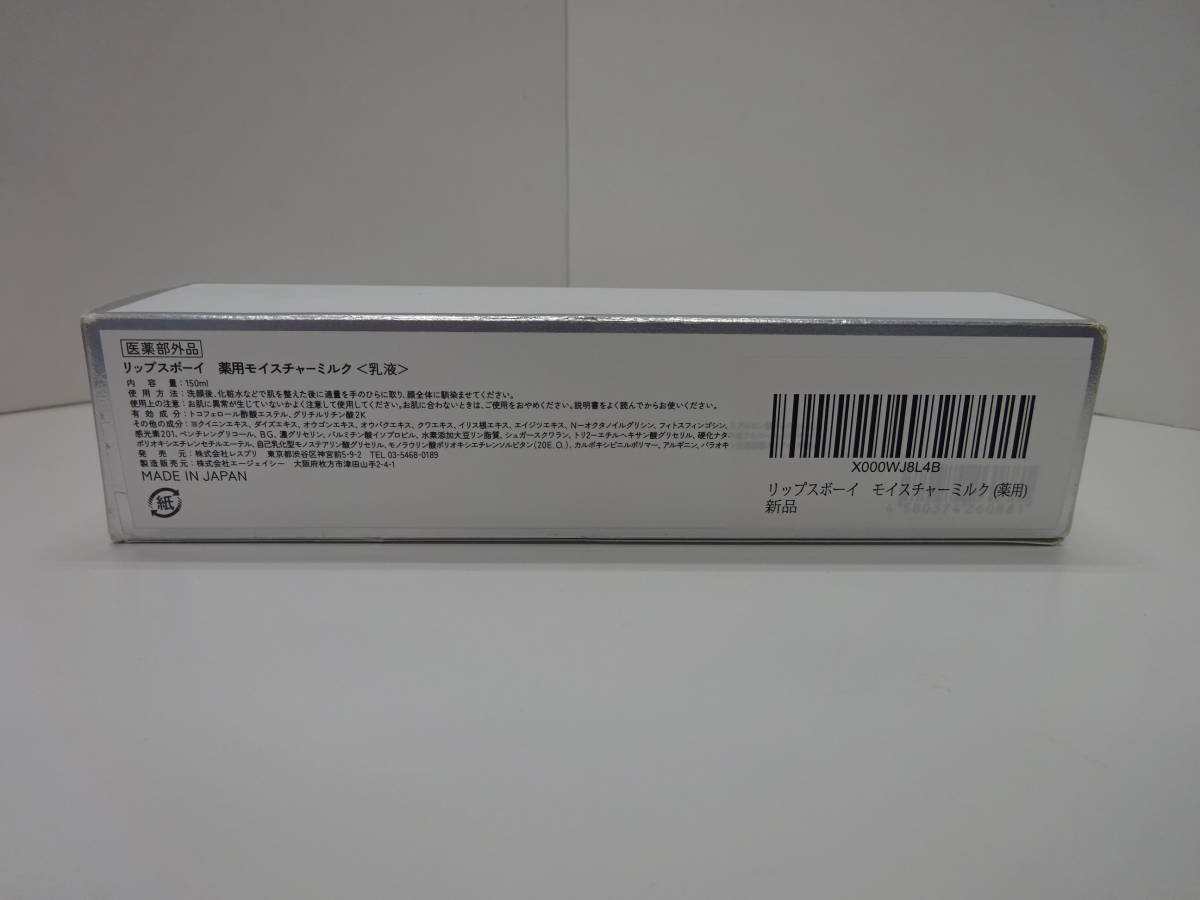 医薬部外品
リップスボーイ 薬用モイスチャーミルク <乳液>
内容量:150ml
使用方法:洗顔後、化粧水などで肌を整えた後に適量を手のひらに取り、顔全体に馴染ませてください。
使用上の注意:お肌に異常が生じていないかよく注意して使用してください。お肌に合わないときは、ご使用をおやめください。説明書をよく読んでからお使いください。
有効成分:トコフェロール酢酸エステル、グリチルリチン酸2K
その他の成分:ヨクイニンエキス、ダイズエキス、オウゴンエキス、オウバクエキス、クワエキス、イリス根エキス、エイジツエキス、N-オクタノイルグリシン、フィトスフィンゴシン、
感光素201、ペンチレングリコール、BG、濃グリセリン、パルミチン酸イソプロピル、水素添加大豆リン脂質、シュガースクワラン、トリ2-エチルヘキサン酸グリセリル、硬化ナタ
ポリオキシエチレンセチルエーテル、自己乳化型モノステアリン酸グリセリル、モノラウリン酸ポリオキシエチレンソルビタン(20E.O.)、カルボキシビニルポリマー、アルギニン、パラオキ
発売元:株式会社レスプリ 東京都渋谷区神宮前5-9-2 TEL 03-5468-0189
製造販売元:株式会社エージェイシー 大阪府枚方市津田山手2-4-1
MADE IN JAPAN
紙
X000WJ8L4B
リップスボーイ モイスチャーミルク (薬用)
新品
4 580374 260881